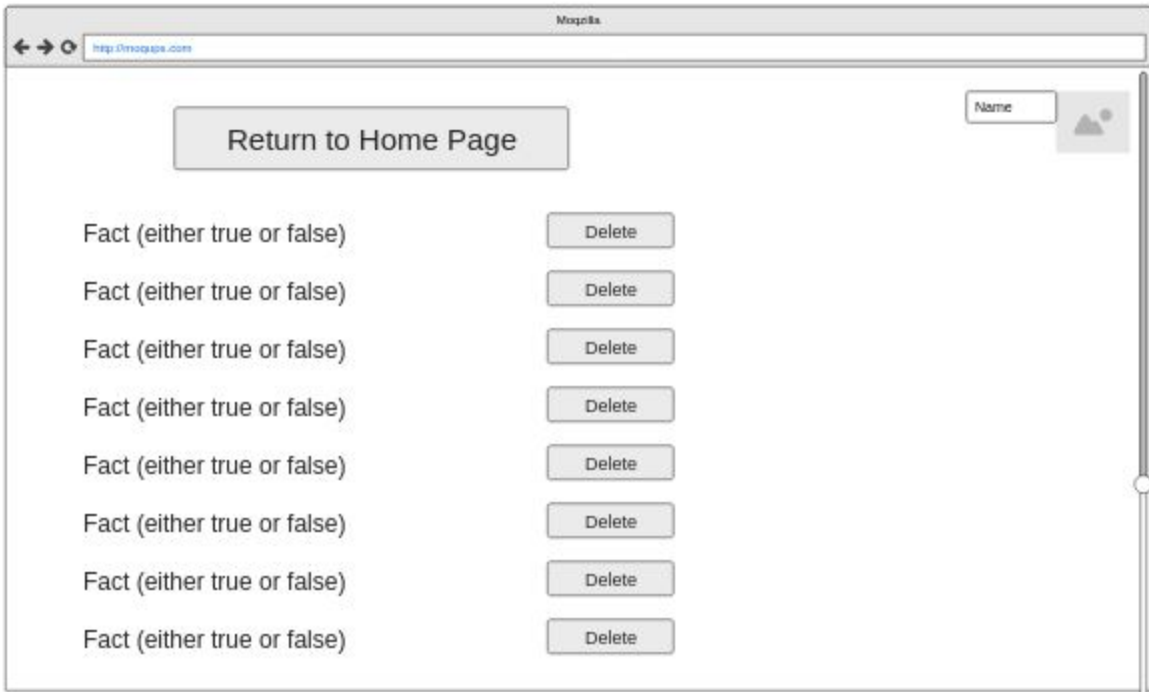 Moqzilla
http://moqups.com
Name
Return to Home Page
Fact (either true or false) Delete
Fact (either true or false) Delete
Fact (either true or false) Delete
Fact (either true or false) Delete
Fact (either true or false) Delete
Fact (either true or false) Delete
Fact (either true or false) Delete
Fact (either true or false) Delete